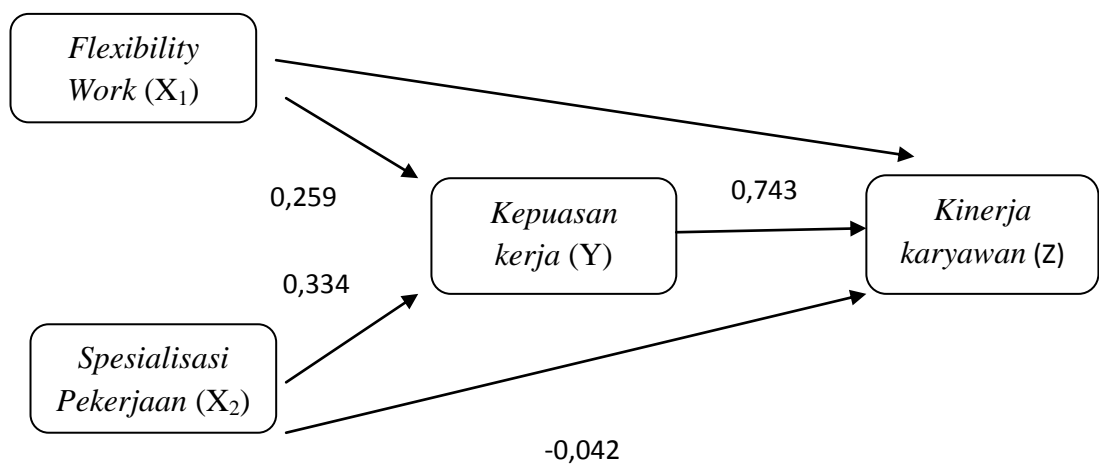 Flexibility
Work (X₁)
0,259
Kepuasan
kerja (Y)
0,743
Kinerja
karyawan (Z)
0,334
Spesialisasi
Pekerjaan (X₂)
-0,042